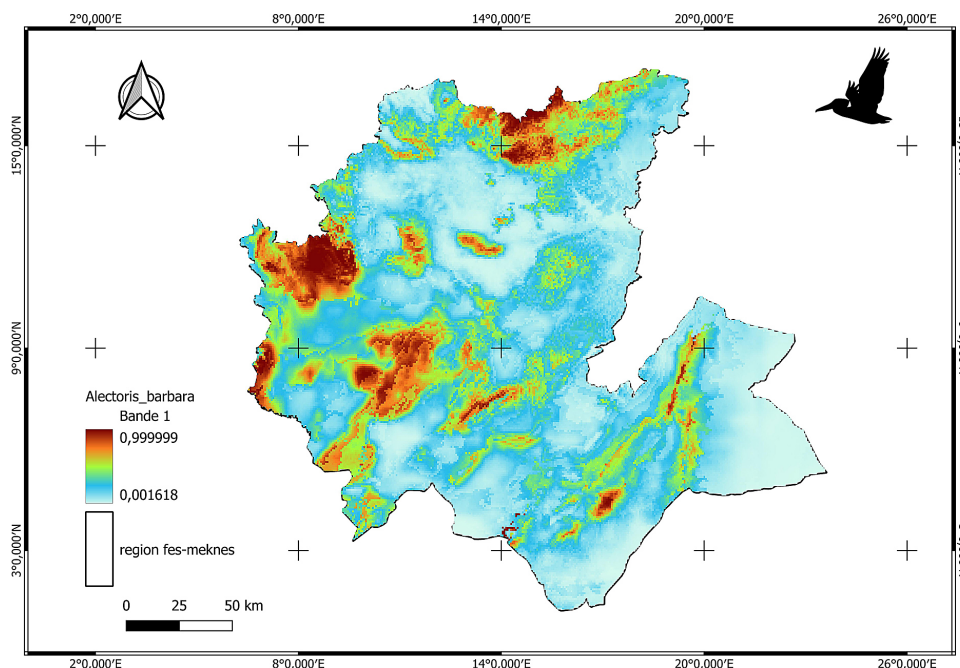 2°0,000′E 8°0,000′E 14°0,000′E 20°0,000′E 26°0,000′E
15°0,000′N
9°0,000′N
3°0,000′N
Alectoris_barbara
Bande 1
0,999999
0,001618
region fes-meknes
0 25 50 km
2°0.000′E 8°0.000′E 14°0.000′E 20°0.000′E 26°0.000′E